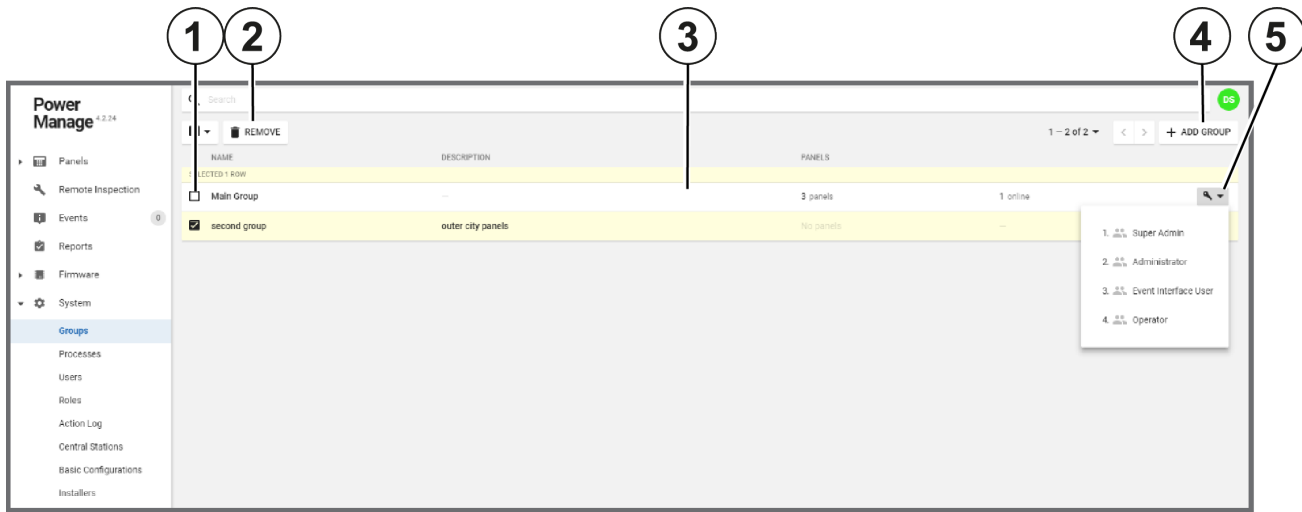 1 2 3 4 5
Power
Manage 4.2.24
Search
DS
REMOVE
1 – 2 of 2
+ ADD GROUP
NAME DESCRIPTION PANELS
LECTED 1 ROW
Main Group – 3 panels 1 online
second group outer city panels No panels –
Panels
Remote Inspection
Events 0
Reports
Firmware
System
Groups
Processes
Users
Roles
Action Log
Central Stations
Basic Configurations
Installers
1. Super Admin
2. Administrator
3. Event Interface User
4. Operator